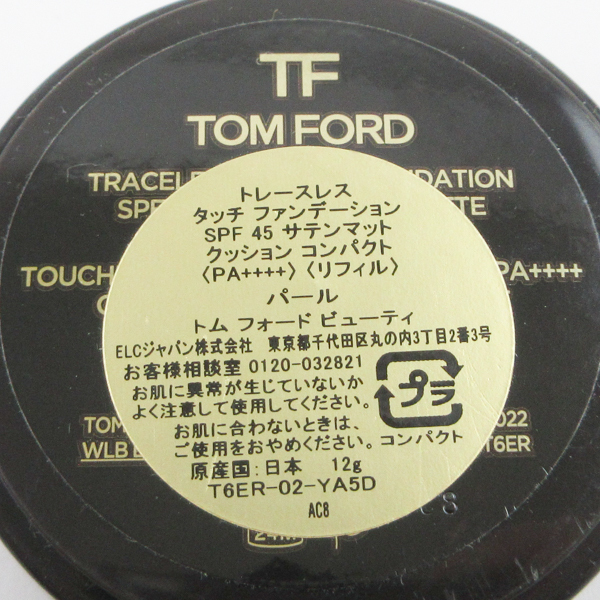 TF
TOM FORD
トレースレス
タッチ ファンデーション
SPF 45 サテンマット
クッション コンパクト
〈PA++++〉〈リフィル〉
パール
トム フォード ビューティ
ELCジャパン株式会社 東京都千代田区丸の内3丁目2番3号
お客様相談室 0120-032821
お肌に異常が生じていないか
よく注意して使用してください。
お肌に合わないときは、
ご使用をおやめください。コンパクト
プラ
原産国:日本 12g
T6ER-02-YA5D
AC8
TOUCH
PA++++
TOM
WLB
T6ER
24M